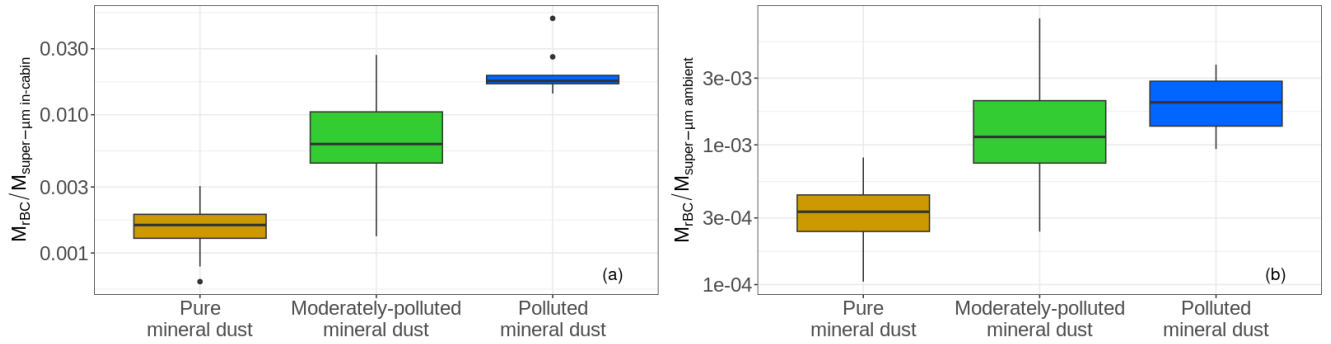 M_rBC / M_super−μm in-cabin
0.030
0.010
0.003
0.001
(a)
Pure
mineral dust
Moderately-polluted
mineral dust
Polluted
mineral dust
M_rBC / M_super−μm ambient
3e-03
1e-03
3e-04
1e-04
(b)
Pure
mineral dust
Moderately-polluted
mineral dust
Polluted
mineral dust